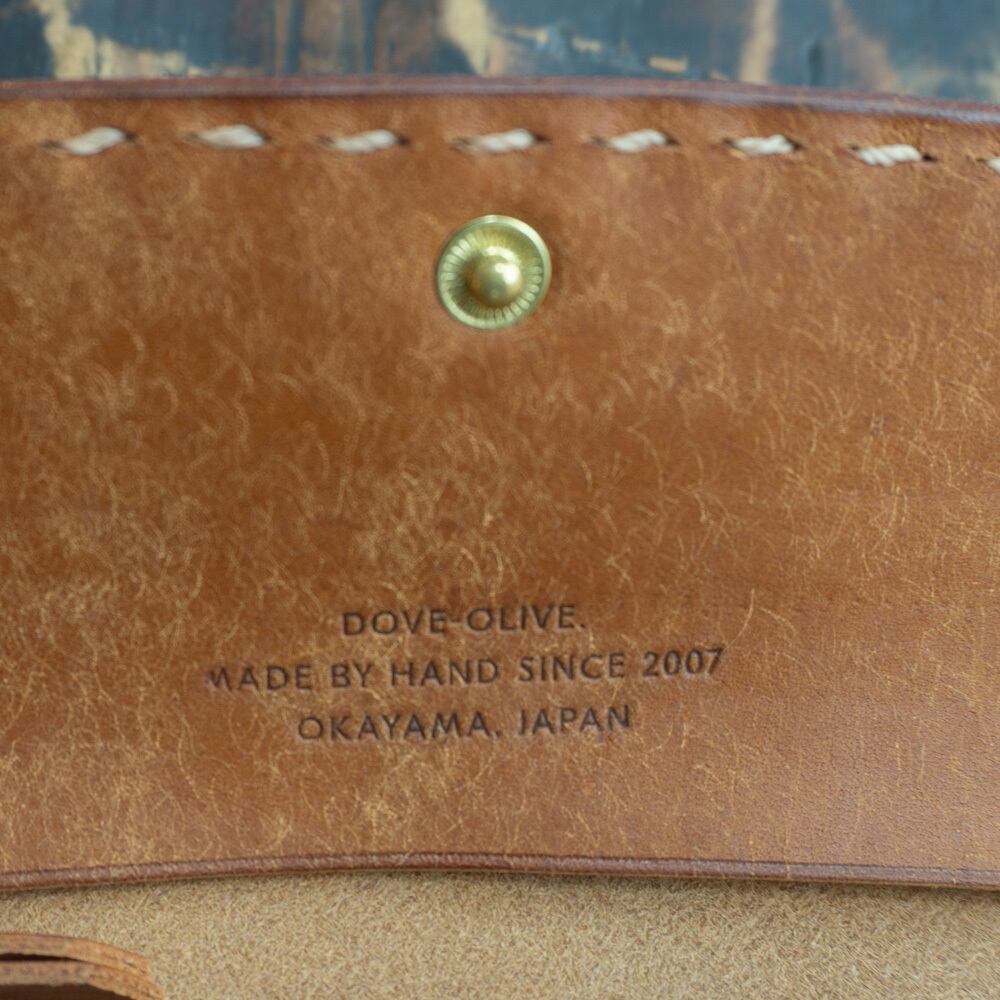 DOVE-OLIVE.
MADE BY HAND SINCE 2007
OKAYAMA, JAPAN